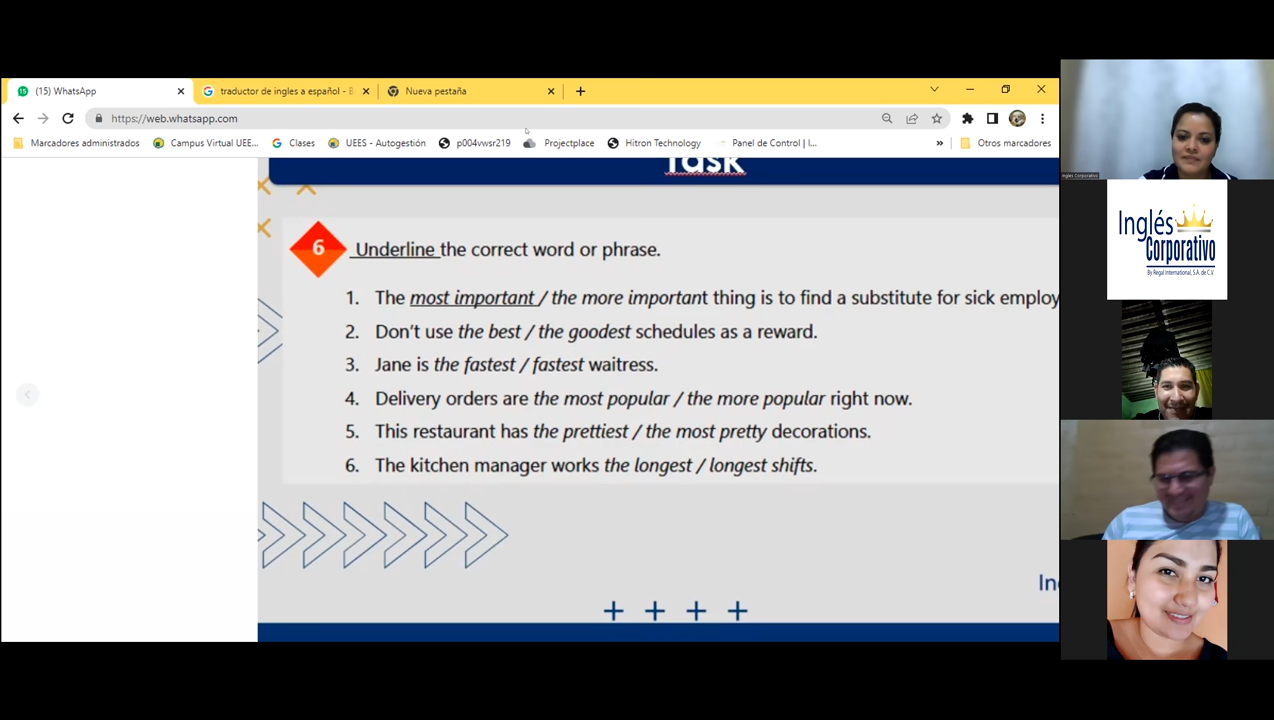 (15) WhatsApp
traductor de ingles a español - B
Nueva pestaña
https://web.whatsapp.com
Marcadores administrados
Campus Virtual UEE...
Clases
UEES - Autogestión
p004vwsr219
Projectplace
Hitron Technology
Panel de Control | I...
»
Otros marcadores
Task
6 Underline the correct word or phrase.
1. The most important / the more important thing is to find a substitute for sick employ
2. Don't use the best / the goodest schedules as a reward.
3. Jane is the fastest / fastest waitress.
4. Delivery orders are the most popular / the more popular right now.
5. This restaurant has the prettiest / the most pretty decorations.
6. The kitchen manager works the longest / longest shifts.
In
Inglés Corporativo
Inglés
Corporativo
By Regal International, S.A. de C.V.